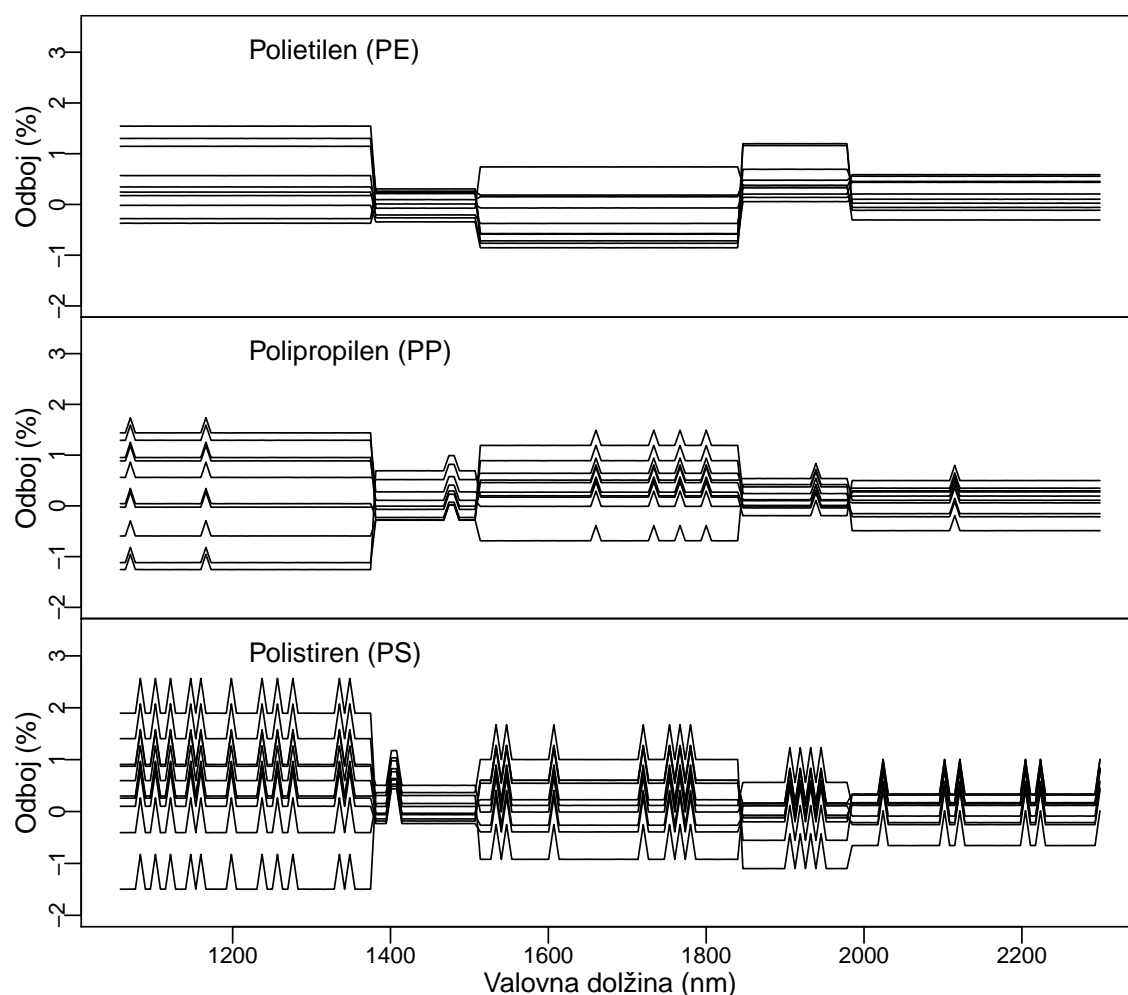 Polietilen (PE)
Odboj (%)
3
2
1
0
−1
−2
Polipropilen (PP)
Odboj (%)
3
2
1
0
−1
−2
Polistiren (PS)
Odboj (%)
3
2
1
0
−1
−2
1200 1400 1600 1800 2000 2200
Valovna dolžina (nm)